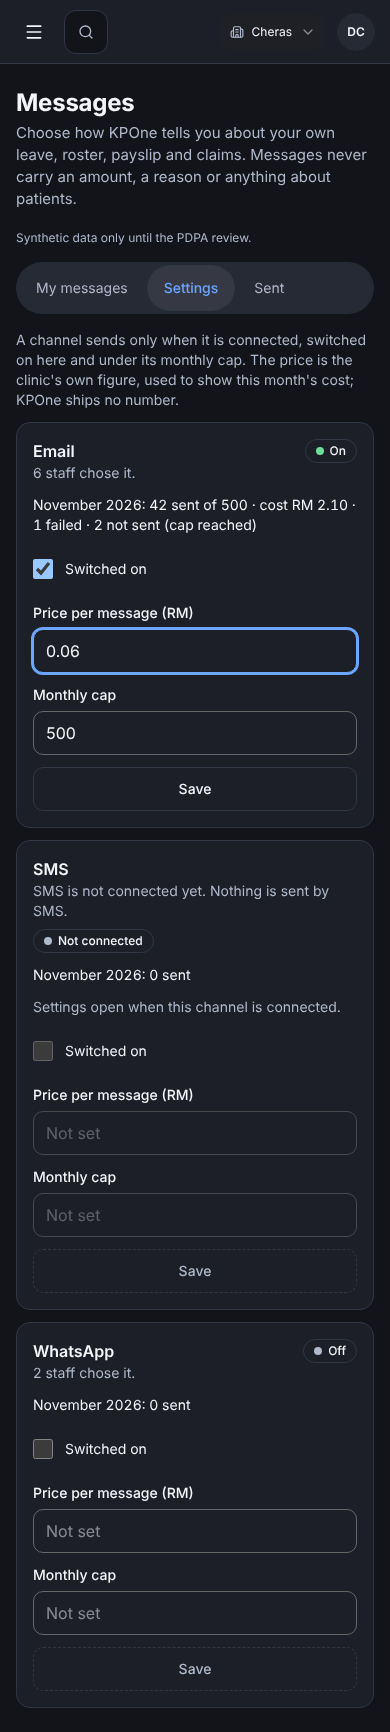 Cheras
DC
Messages
Choose how KPOne tells you about your own
leave, roster, payslip and claims. Messages never
carry an amount, a reason or anything about
patients.
Synthetic data only until the PDPA review.
My messages
Settings
Sent
A channel sends only when it is connected, switched
on here and under its monthly cap. The price is the
clinic's own figure, used to show this month's cost;
KPOne ships no number.
Email
On
6 staff chose it.
November 2026: 42 sent of 500 · cost RM 2.10 ·
1 failed · 2 not sent (cap reached)
Switched on
Price per message (RM)
0.06
Monthly cap
500
Save
SMS
SMS is not connected yet. Nothing is sent by
SMS.
Not connected
November 2026: 0 sent
Settings open when this channel is connected.
Switched on
Price per message (RM)
Not set
Monthly cap
Not set
Save
WhatsApp
Off
2 staff chose it.
November 2026: 0 sent
Switched on
Price per message (RM)
Not set
Monthly cap
Not set
Save